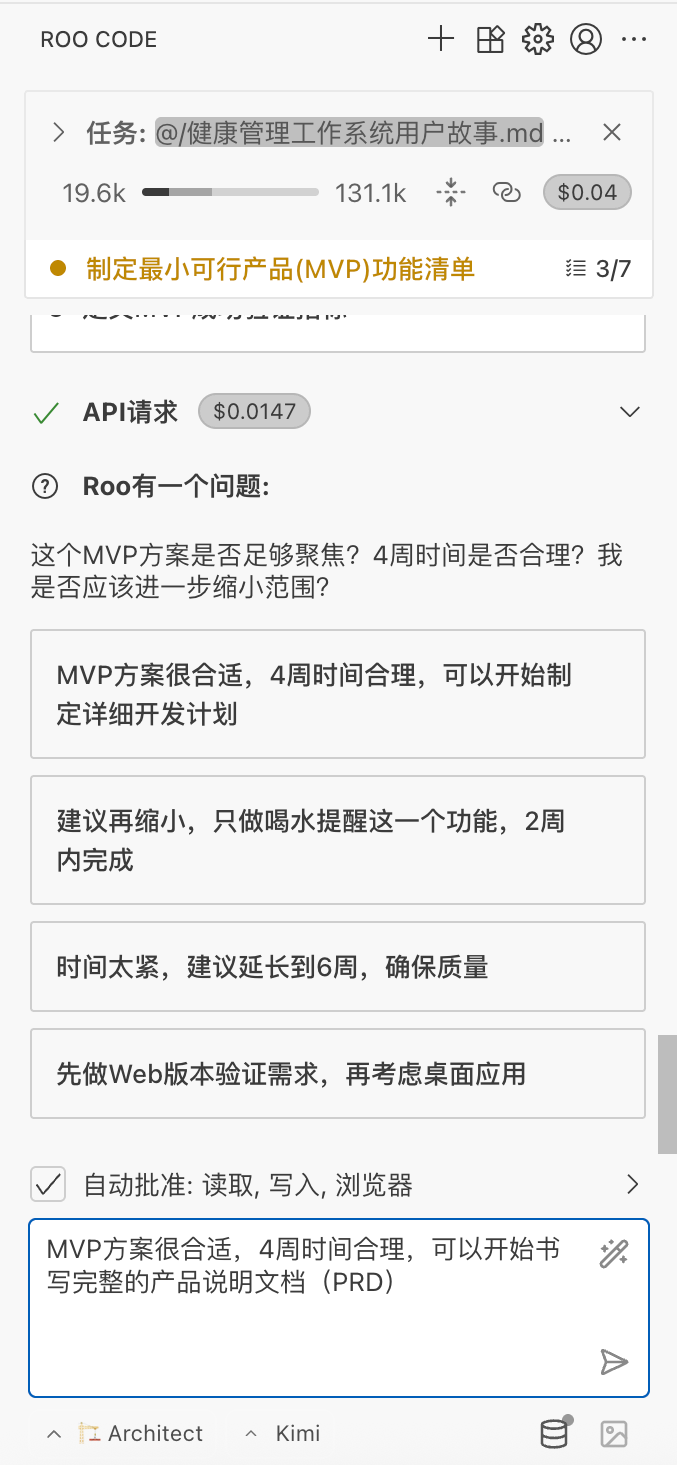 ROO CODE
任务: @/健康管理工作系统用户故事.md ...
19.6k 131.1k $0.04
制定最小可行产品(MVP)功能清单 3/7
API请求 $0.0147
Roo有一个问题:
这个MVP方案是否足够聚焦？4周时间是否合理？我
是否应该进一步缩小范围？
MVP方案很合适，4周时间合理，可以开始制
定详细开发计划
建议再缩小，只做喝水提醒这一个功能，2周
内完成
时间太紧，建议延长到6周，确保质量
先做Web版本验证需求，再考虑桌面应用
自动批准: 读取, 写入, 浏览器
MVP方案很合适，4周时间合理，可以开始书
写完整的产品说明文档（PRD）
Architect Kimi